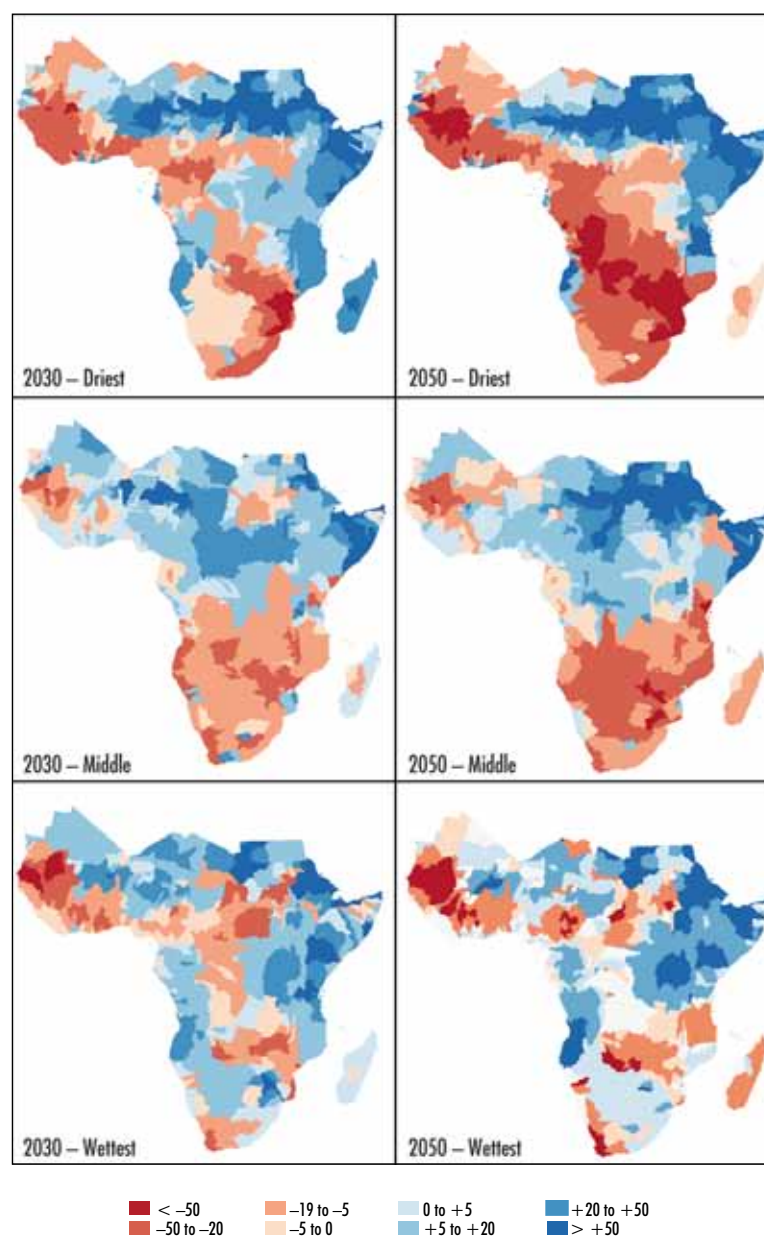 2030 – Driest
2050 – Driest
2030 – Middle
2050 – Middle
2030 – Wettest
2050 – Wettest
< –50
–19 to –5
0 to +5
+20 to +50
–50 to –20
–5 to 0
+5 to +20
> +50